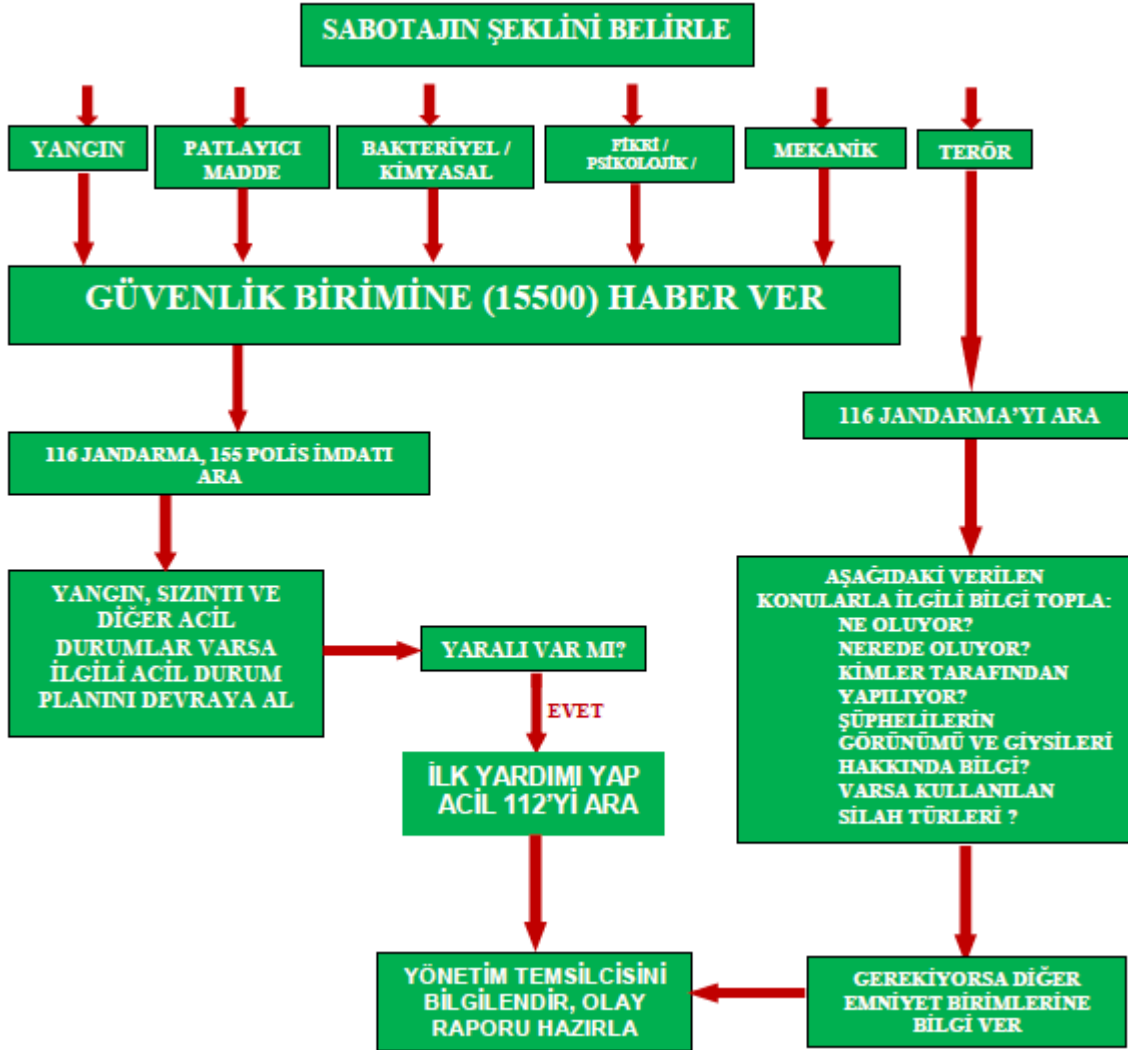 SABOTAJIN ŞEKLİNİ BELİRLE
YANGIN
PATLAYICI
MADDE
BAKTERİYEL /
KİMYASAL
FİKRİ /
PSİKOLOJİK /
MEKANİK
TERÖR
GÜVENLİK BİRİMİNE (15500) HABER VER
116 JANDARMA, 155 POLİS İMDATI
ARA
116 JANDARMA'YI ARA
YANGIN, SIZINTI VE
DİĞER ACİL
DURUMLAR VARSA
İLGİLİ ACİL DURUM
PLANINI DEVRAYA AL
YARALI VAR MI?
EVET
İLK YARDIMI YAP
ACİL 112'Yİ ARA
AŞAĞIDAKİ VERİLEN
KONULARLA İLGİLİ BİLGİ TOPLA:
NE OLUYOR?
NEREDE OLUYOR?
KİMLER TARAFINDAN
YAPILIYOR?
ŞÜPHELİLERİN
GÖRÜNÜMÜ VE GİYSİLERİ
HAKKINDA BİLGİ?
VARSA KULLANILAN
SİLAH TÜRLERİ ?
YÖNETİM TEMSİLCİSİNİ
BİLGİLENDİR, OLAY
RAPORU HAZIRLA
GEREKİYORSA DİĞER
EMNİYET BİRİMLERİNE
BİLGİ VER